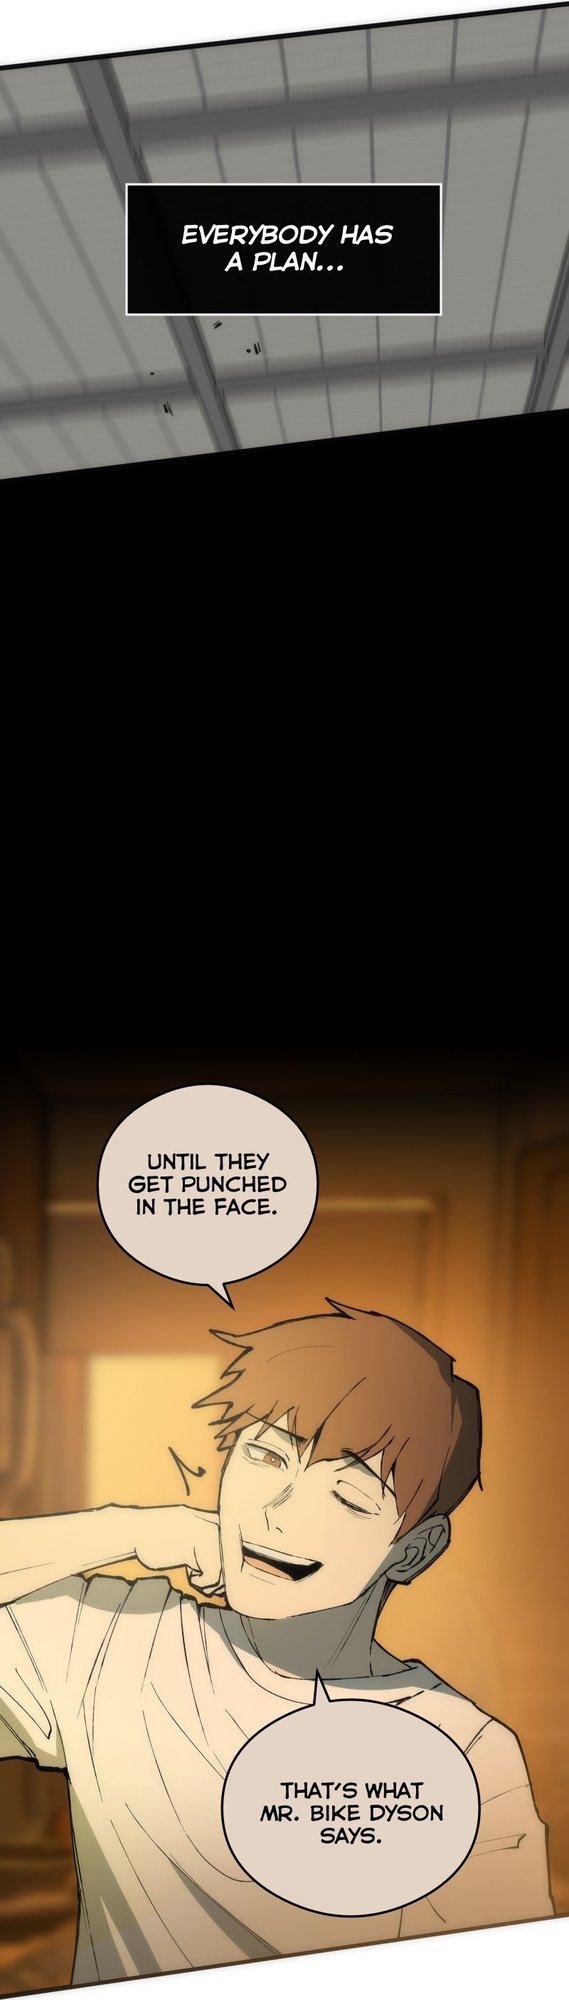 EVERYBODY HAS
A PLAN...
UNTIL THEY
GET PUNCHED
IN THE FACE.
THAT'S WHAT
MR. BIKE DYSON
SAYS.